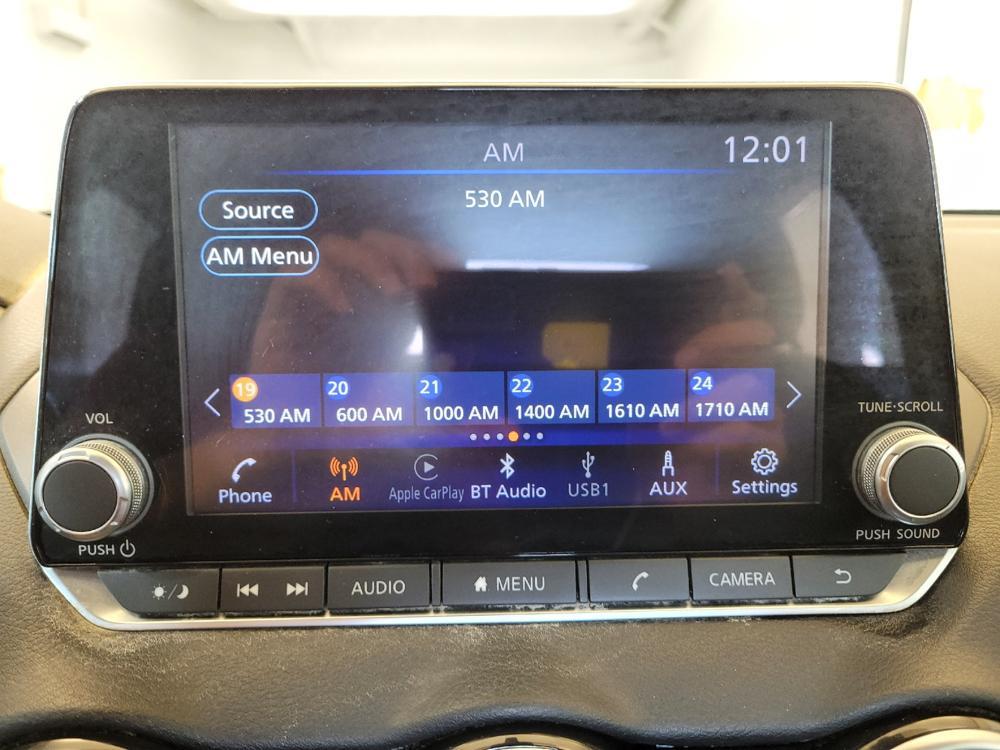 AM
12:01
530 AM
Source
AM Menu
19 20 21 22 23 24
530 AM 600 AM 1000 AM 1400 AM 1610 AM 1710 AM
VOL
TUNE·SCROLL
Phone AM Apple CarPlay BT Audio USB1 AUX Settings
PUSH
PUSH SOUND
AUDIO MENU CAMERA